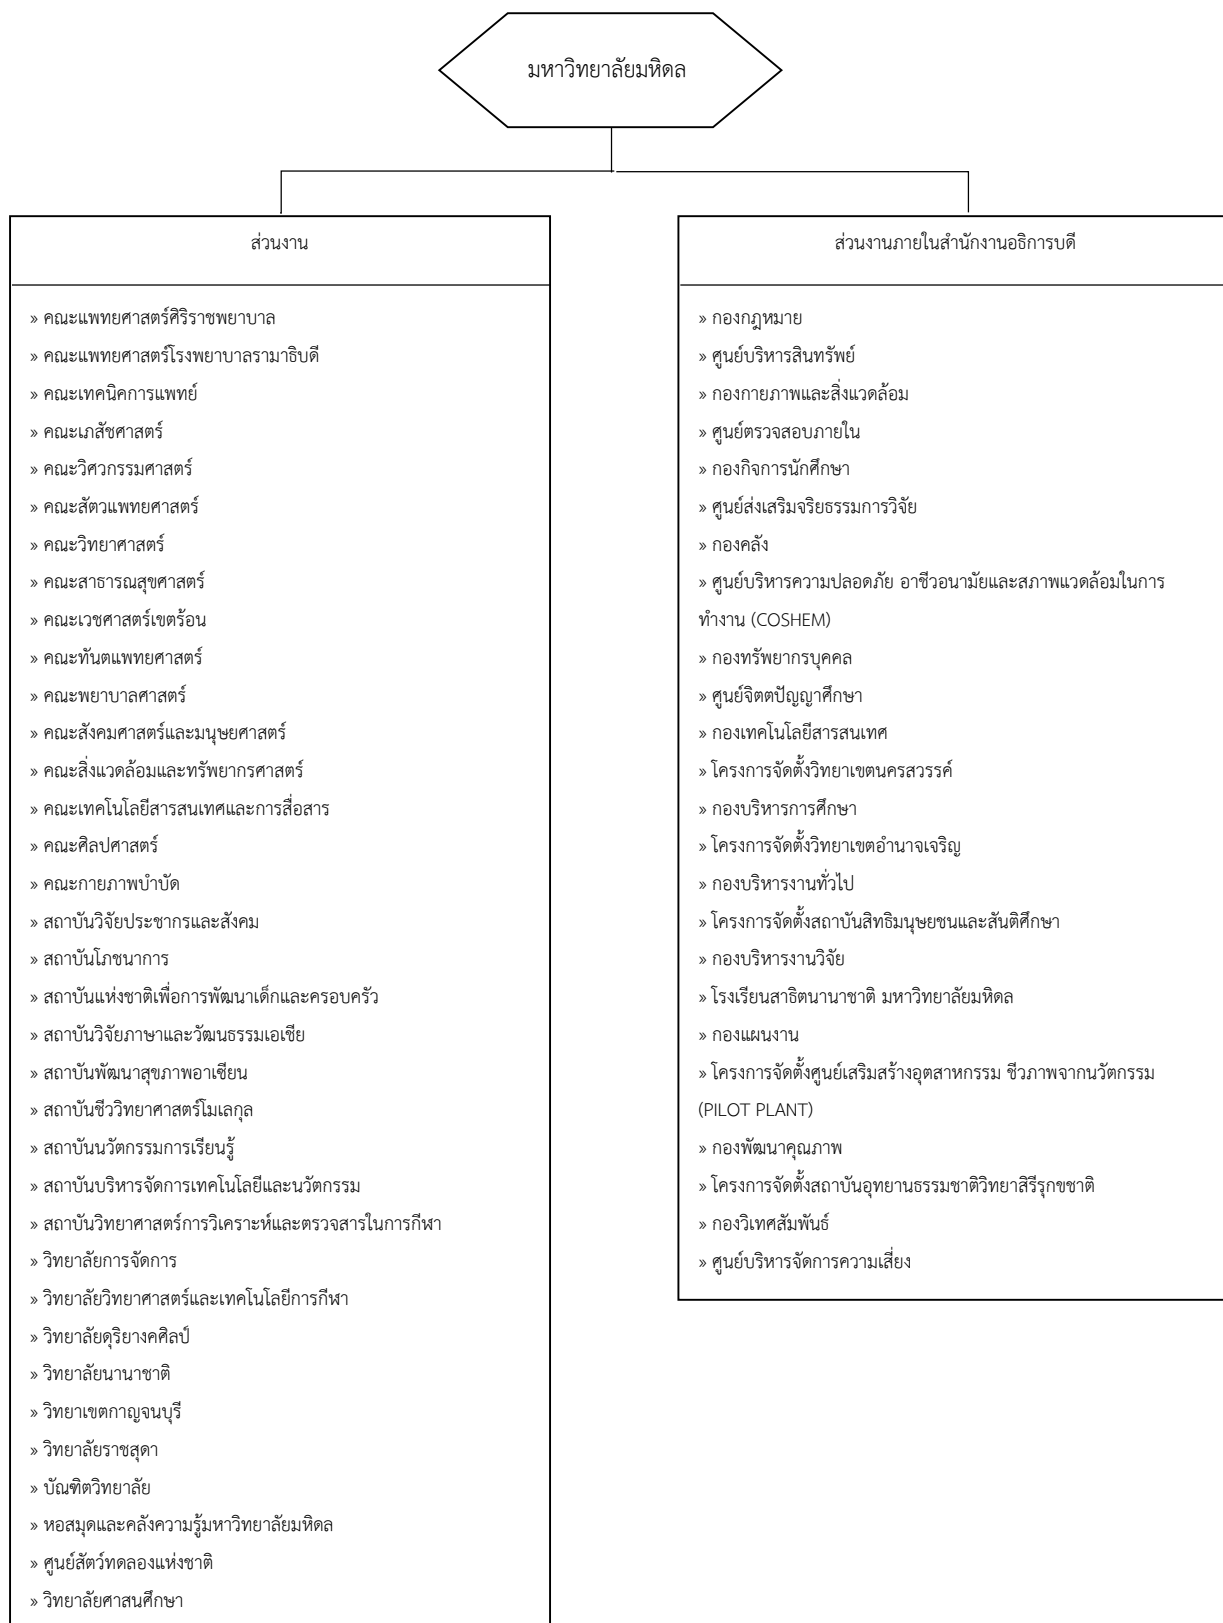 มหาวิทยาลัยมหิดล
ส่วนงาน
» คณะแพทยศาสตร์ศิริราชพยาบาล
» คณะแพทยศาสตร์โรงพยาบาลรามาธิบดี
» คณะเทคนิคการแพทย์
» คณะเภสัชศาสตร์
» คณะวิศวกรรมศาสตร์
» คณะสัตวแพทยศาสตร์
» คณะวิทยาศาสตร์
» คณะสาธารณสุขศาสตร์
» คณะเวชศาสตร์เขตร้อน
» คณะทันตแพทยศาสตร์
» คณะพยาบาลศาสตร์
» คณะสังคมศาสตร์และมนุษยศาสตร์
» คณะสิ่งแวดล้อมและทรัพยากรศาสตร์
» คณะเทคโนโลยีสารสนเทศและการสื่อสาร
» คณะศิลปศาสตร์
» คณะกายภาพบำบัด
» สถาบันวิจัยประชากรและสังคม
» สถาบันโภชนาการ
» สถาบันแห่งชาติเพื่อการพัฒนาเด็กและครอบครัว
» สถาบันวิจัยภาษาและวัฒนธรรมเอเชีย
» สถาบันพัฒนาสุขภาพอาเซียน
» สถาบันชีววิทยาศาสตร์โมเลกุล
» สถาบันนวัตกรรมการเรียนรู้
» สถาบันบริหารจัดการเทคโนโลยีและนวัตกรรม
» สถาบันวิทยาศาสตร์การวิเคราะห์และตรวจสารในการกีฬา
» วิทยาลัยการจัดการ
» วิทยาลัยวิทยาศาสตร์และเทคโนโลยีการกีฬา
» วิทยาลัยดุริยางคศิลป์
» วิทยาลัยนานาชาติ
» วิทยาเขตกาญจนบุรี
» วิทยาลัยราชสุดา
» บัณฑิตวิทยาลัย
» หอสมุดและคลังความรู้มหาวิทยาลัยมหิดล
» ศูนย์สัตว์ทดลองแห่งชาติ
» วิทยาลัยศาสนศึกษา
ส่วนงานภายในสำนักงานอธิการบดี
» กองกฎหมาย
» ศูนย์บริหารสินทรัพย์
» กองกายภาพและสิ่งแวดล้อม
» ศูนย์ตรวจสอบภายใน
» กองกิจการนักศึกษา
» ศูนย์ส่งเสริมจริยธรรมการวิจัย
» กองคลัง
» ศูนย์บริหารความปลอดภัย อาชีวอนามัยและสภาพแวดล้อมในการ
ทำงาน (COSHEM)
» กองทรัพยากรบุคคล
» ศูนย์จิตตปัญญาศึกษา
» กองเทคโนโลยีสารสนเทศ
» โครงการจัดตั้งวิทยาเขตนครสวรรค์
» กองบริหารการศึกษา
» โครงการจัดตั้งวิทยาเขตอำนาจเจริญ
» กองบริหารงานทั่วไป
» โครงการจัดตั้งสถาบันสิทธิมนุษยชนและสันติศึกษา
» กองบริหารงานวิจัย
» โรงเรียนสาธิตนานาชาติ มหาวิทยาลัยมหิดล
» กองแผนงาน
» โครงการจัดตั้งศูนย์เสริมสร้างอุตสาหกรรม ชีวภาพจากนวัตกรรม
(PILOT PLANT)
» กองพัฒนาคุณภาพ
» โครงการจัดตั้งสถาบันอุทยานธรรมชาติวิทยาสิรีรุกขชาติ
» กองวิเทศสัมพันธ์
» ศูนย์บริหารจัดการความเสี่ยง